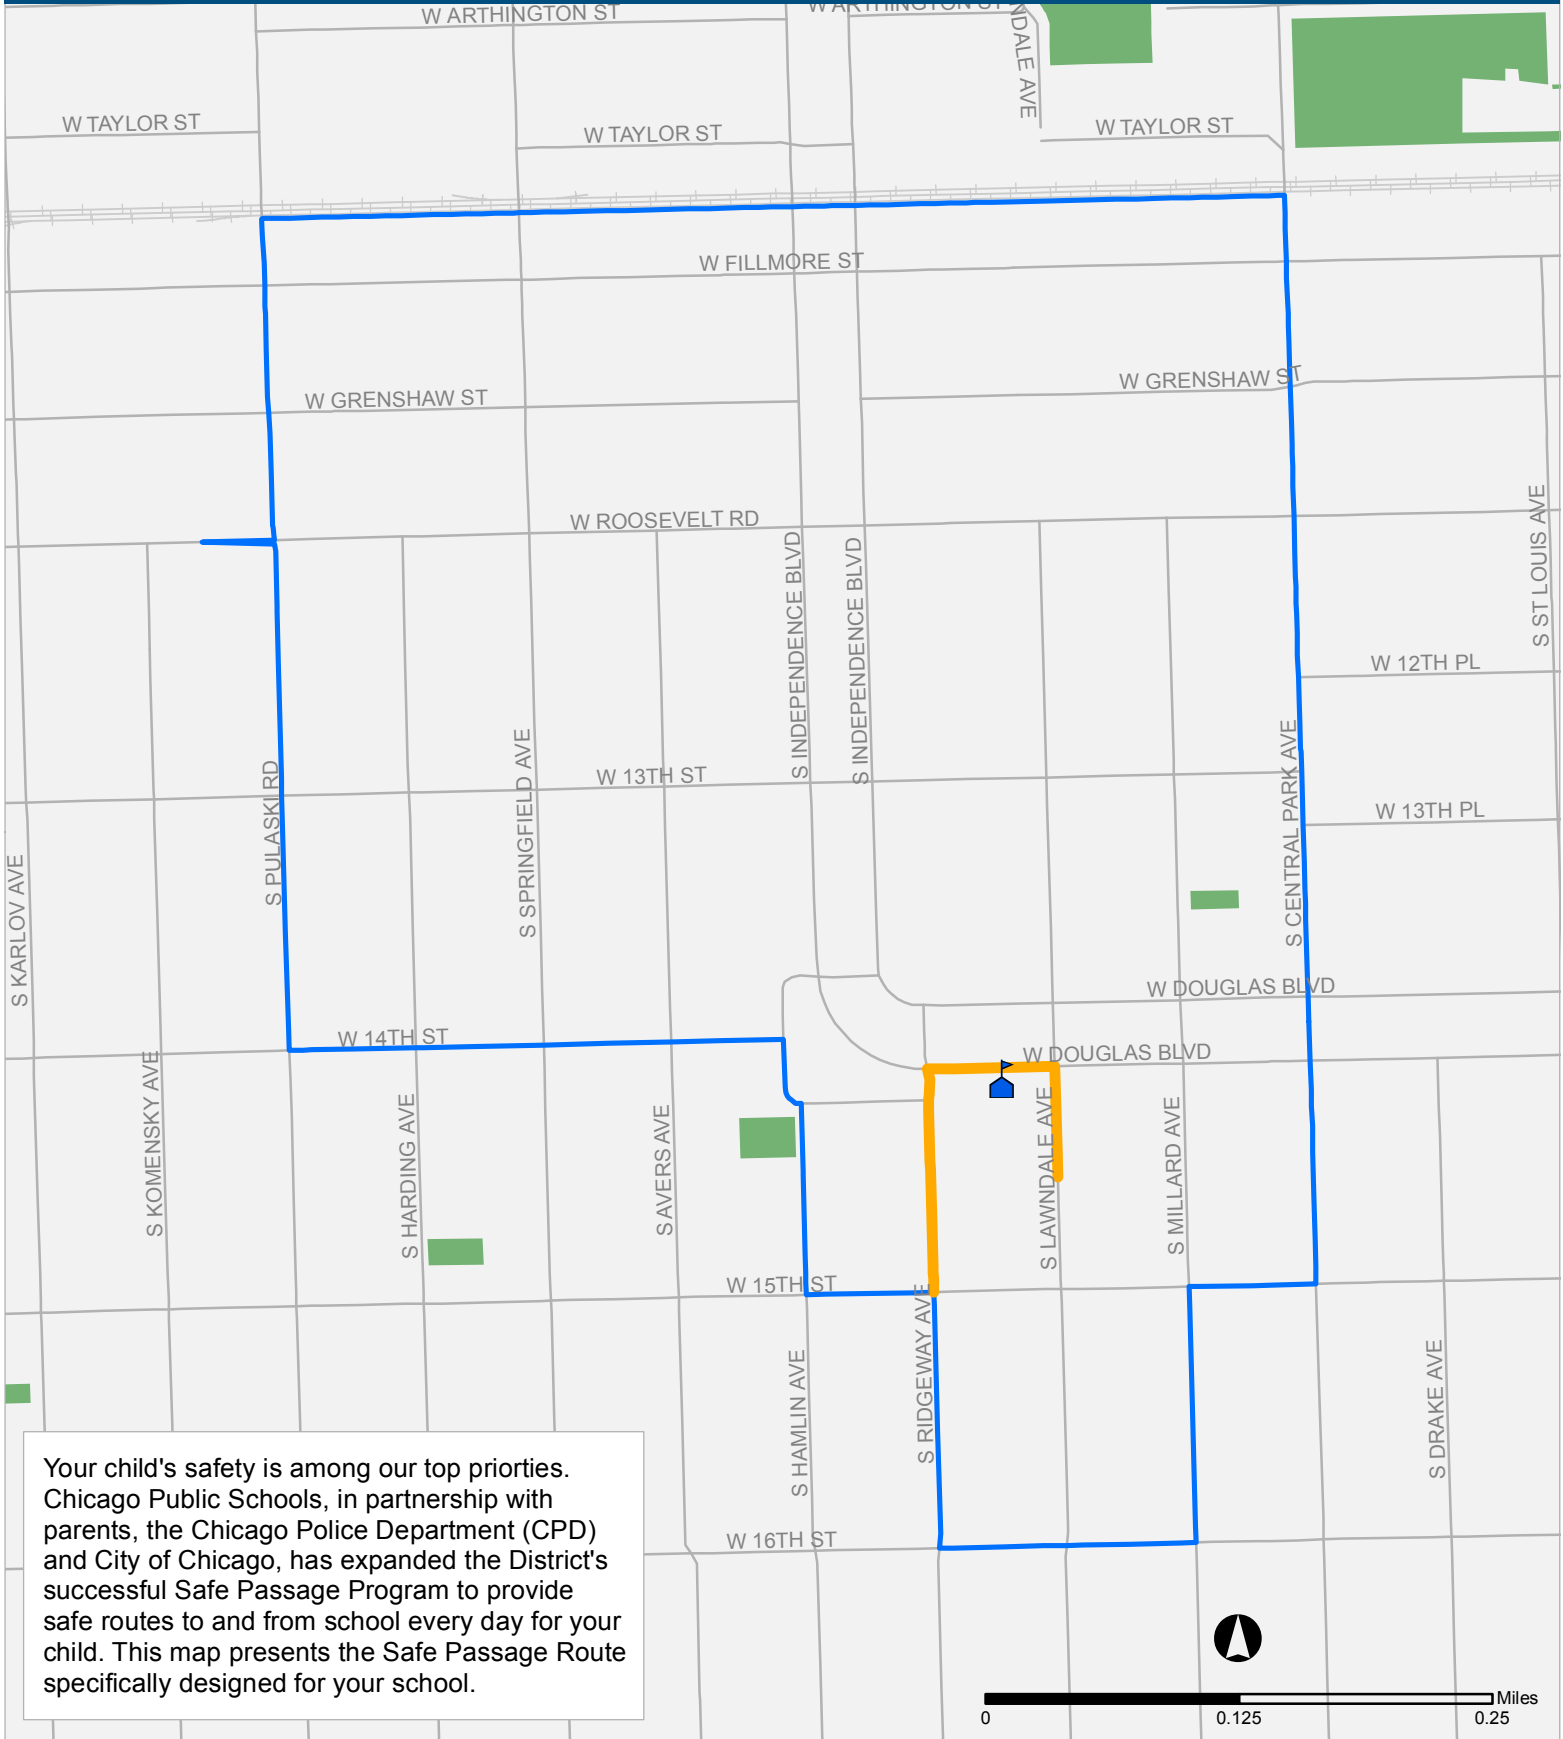 W ARTHINGTON ST
W ARTHINGTON ST
NDALE AVE
W TAYLOR ST
W TAYLOR ST
W TAYLOR ST
W FILLMORE ST
W GRENSHAW ST
W GRENSHAW ST
W ROOSEVELT RD
S ST LOUIS AVE
S INDEPENDENCE BLVD
S INDEPENDENCE BLVD
W 12TH PL
W 13TH ST
S PULASKI RD
S SPRINGFIELD AVE
S CENTRAL PARK AVE
W 13TH PL
S KARLOV AVE
W DOUGLAS BLVD
W 14TH ST
W DOUGLAS BLVD
S KOMENSKY AVE
S HARDING AVE
S AVERS AVE
S LAWNDALE AVE
S MILLARD AVE
W 15TH ST
S HAMLIN AVE
S RIDGEWAY AVE
S DRAKE AVE
W 16TH ST
Your child's safety is among our top priorties.
Chicago Public Schools, in partnership with
parents, the Chicago Police Department (CPD)
and City of Chicago, has expanded the District's
successful Safe Passage Program to provide
safe routes to and from school every day for your
child. This map presents the Safe Passage Route
specifically designed for your school.
Miles
0 0.125 0.25